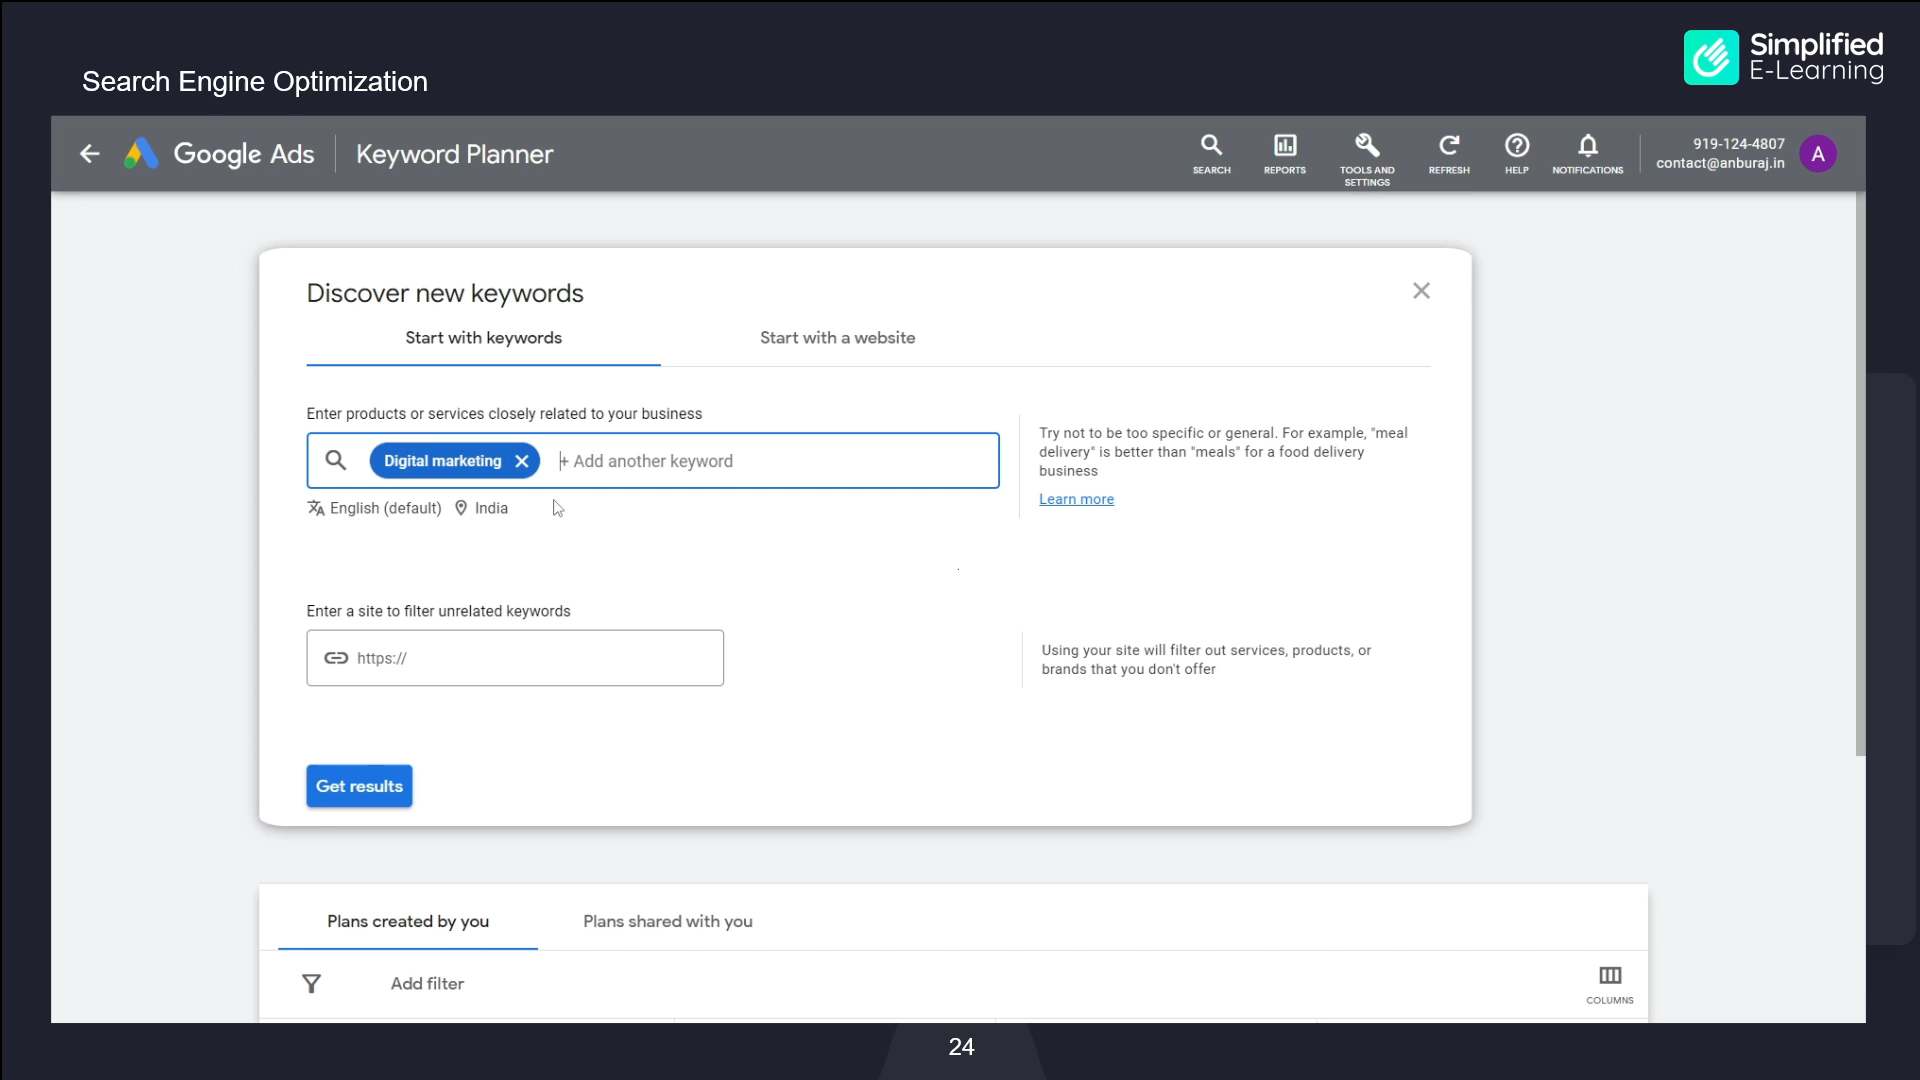 Simplified
E-Learning
Search Engine Optimization
Google Ads
Keyword Planner
SEARCH
REPORTS
TOOLS AND
SETTINGS
REFRESH
HELP
NOTIFICATIONS
919-124-4807
contact@anburaj.in
A
Discover new keywords
Start with keywords
Start with a website
Enter products or services closely related to your business
Digital marketing
+ Add another keyword
English (default)
India
Try not to be too specific or general. For example, "meal
delivery" is better than "meals" for a food delivery
business
Learn more
Enter a site to filter unrelated keywords
https://
Using your site will filter out services, products, or
brands that you don't offer
Get results
Plans created by you
Plans shared with you
Add filter
COLUMNS
24